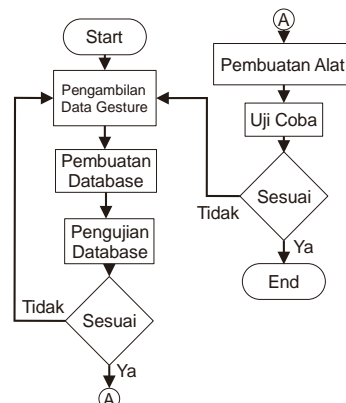 Start
Pengambilan
Data Gesture
Pembuatan
Database
Pengujian
Database
Tidak
Sesuai
Ya
A
A
Pembuatan Alat
Uji Coba
Sesuai
Tidak
Ya
End